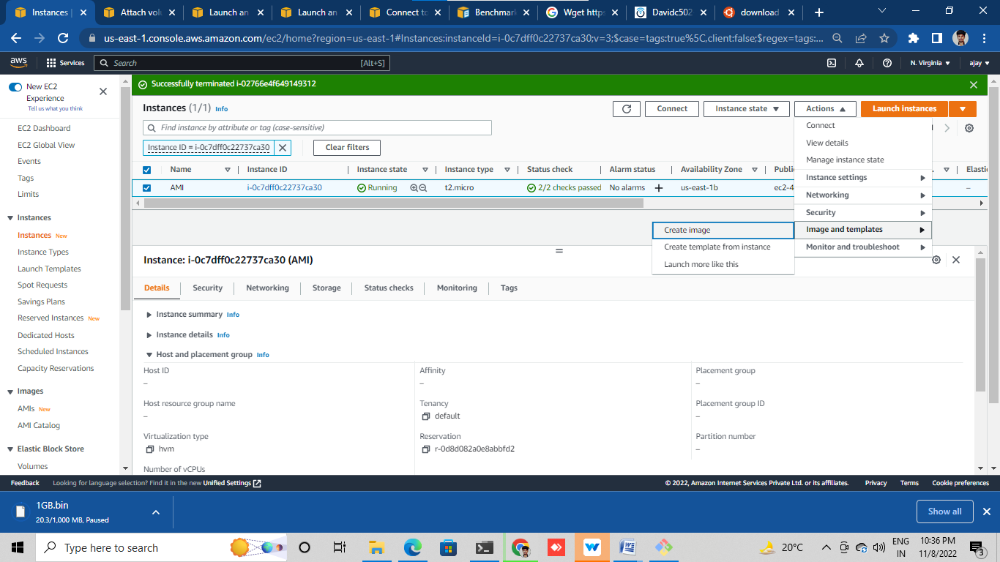 Instances |
Attach volu
Launch an
Launch an
Connect to
Benchmark
Wget https
Davidc502
download
us-east-1.console.aws.amazon.com/ec2/home?region=us-east-1#Instances:instanceId=i-0c7dff0c22737ca30;v=3;$case=tags:true%5C,client:false;$regex=tags:...
aws
Services
Search
[Alt+S]
N. Virginia
ajay
New EC2
Experience
Tell us what you think
EC2 Dashboard
EC2 Global View
Events
Tags
Limits
Instances
Instances New
Instance Types
Launch Templates
Spot Requests
Savings Plans
Reserved Instances New
Dedicated Hosts
Scheduled Instances
Capacity Reservations
Images
AMIs New
AMI Catalog
Elastic Block Store
Volumes
Successfully terminated i-02766e4f649149312
Instances (1/1) Info
Connect
Instance state
Actions
Launch instances
Find instance by attribute or tag (case-sensitive)
Instance ID = i-0c7dff0c22737ca30
Clear filters
Connect
View details
Manage instance state
Instance settings
Networking
Security
Image and templates
Monitor and troubleshoot
Create image
Create template from instance
Launch more like this
Name
Instance ID
Instance state
Instance type
Status check
Alarm status
Availability Zone
Public
Elastic
AMI
i-0c7dff0c22737ca30
Running
t2.micro
2/2 checks passed
No alarms
us-east-1b
ec2-4
–
Instance: i-0c7dff0c22737ca30 (AMI)
Details
Security
Networking
Storage
Status checks
Monitoring
Tags
Instance summary Info
Instance details Info
Host and placement group Info
Host ID
–
Affinity
–
Placement group
–
Host resource group name
–
Tenancy
default
Placement group ID
–
Virtualization type
hvm
Reservation
r-0d8d082a0e8abbfd2
Partition number
–
Number of vCPUs
Feedback
Looking for language selection? Find it in the new Unified Settings
© 2022, Amazon Internet Services Private Ltd. or its affiliates.
Privacy
Terms
Cookie preferences
1GB.bin
20.3/1,000 MB, Paused
Show all
Type here to search
20°C
ENG
IN
10:36 PM
11/8/2022
3